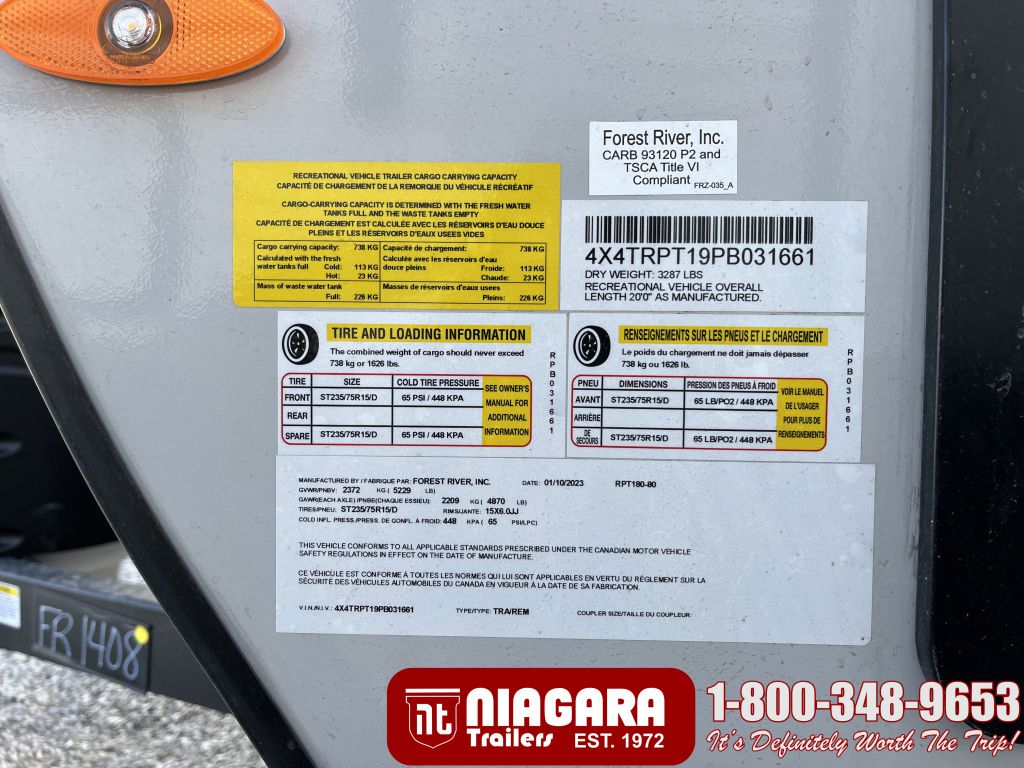 Forest River, Inc.
CARB 93120 P2 and
TSCA Title VI
Compliant FRZ-035_A
RECREATIONAL VEHICLE TRAILER CARGO CARRYING CAPACITY
CAPACITÉ DE CHARGEMENT DE LA REMORQUE DU VÉHICULE RÉCRÉATIF
CARGO-CARRYING CAPACITY IS DETERMINED WITH THE FRESH WATER
TANKS FULL AND THE WASTE TANKS EMPTY
CAPACITÉ DE CHARGEMENT EST CALCULÉE AVEC LES RÉSERVOIRS D'EAU DOUCE
PLEINS ET LES RÉSERVOIRS D'EAUX USEES VIDES
Cargo carrying capacity: 738 KG Capacité de chargement: 738 KG
Calculated with the fresh Calculée avec les réservoirs d'eau
water tanks full Cold: 113 KG douce pleins Froide: 113 KG
Hot: 23 KG Chaude: 23 KG
Mass of waste water tank Masses de réservoirs d'eaux usées
Full: 226 KG Pleins: 226 KG
4X4TRPT19PB031661
DRY WEIGHT: 3287 LBS
RECREATIONAL VEHICLE OVERALL
LENGTH 20'0" AS MANUFACTURED.
TIRE AND LOADING INFORMATION
The combined weight of cargo should never exceed
738 kg or 1626 lbs.
TIRE SIZE COLD TIRE PRESSURE
FRONT ST235/75R15/D 65 PSI / 448 KPA
REAR
SPARE ST235/75R15/D 65 PSI / 448 KPA
SEE OWNER'S
MANUAL FOR
ADDITIONAL
INFORMATION
RPB031661
RENSEIGNEMENTS SUR LES PNEUS ET LE CHARGEMENT
Le poids du chargement ne doit jamais dépasser
738 kg ou 1626 lb.
PNEU DIMENSIONS PRESSION DES PNEUS À FROID
AVANT ST235/75R15/D 65 LB/PO2 / 448 KPA
ARRIÈRE
DE
SECOURS ST235/75R15/D 65 LB/PO2 / 448 KPA
VOIR LE MANUEL
DE L'USAGER
POUR PLUS DE
RENSEIGNEMENTS
RPB031661
MANUFACTURED BY / FABRIQUÉ PAR: FOREST RIVER, INC. DATE: 01/10/2023 RPT180-80
GVWR/PNBV: 2372 KG ( 5229 LB)
GAWR(EACH AXLE) /PNBE(CHAQUE ESSIEU): 2209 KG ( 4870 LB)
TIRES/PNEU: ST235/75R15/D RIMS/JANTE: 15X6.0JJ
COLD INFL. PRESS./PRESS. DE GONFL. À FROID: 448 KPA ( 65 PSI/LPC)
THIS VEHICLE CONFORMS TO ALL APPLICABLE STANDARDS PRESCRIBED UNDER THE CANADIAN MOTOR VEHICLE
SAFETY REGULATIONS IN EFFECT ON THE DATE OF MANUFACTURE.
CE VÉHICULE EST CONFORME À TOUTES LES NORMES QUI LUI SONT APPLICABLES EN VERTU DU RÈGLEMENT SUR LA
SÉCURITÉ DES VÉHICULES AUTOMOBILES DU CANADA EN VIGUEUR À LA DATE DE SA FABRICATION.
V.I.N./N.I.V.: 4X4TRPT19PB031661 TYPE/TYPE: TRA/REM COUPLER SIZE/TAILLE DU COUPLEUR:
FR1408
nt NIAGARA
Trailers EST. 1972
1-800-348-9653
It's Definitely Worth The Trip!